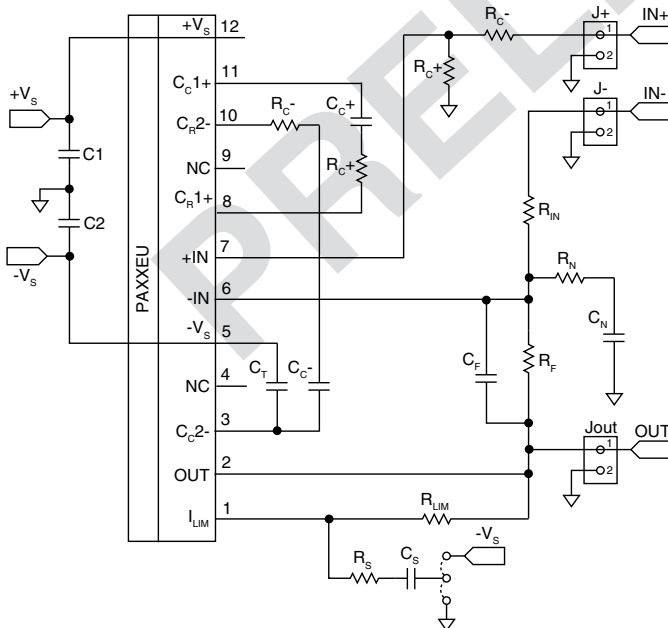 PRELI
+VS 12
CC1+ 11
CR2- 10
NC 9
CR1+ 8
+IN 7
-IN 6
-VS 5
NC 4
CC2- 3
OUT 2
ILIM 1
PAXXEU
+VS
C1
C2
-VS
RC-
CC+
RC+
CT
CC-
RC+
RC-
J+
1
2
IN+
J-
1
2
IN-
RIN
RN
CN
CF
RF
Jout
1
2
OUT
RLIM
RS
CS
-VS